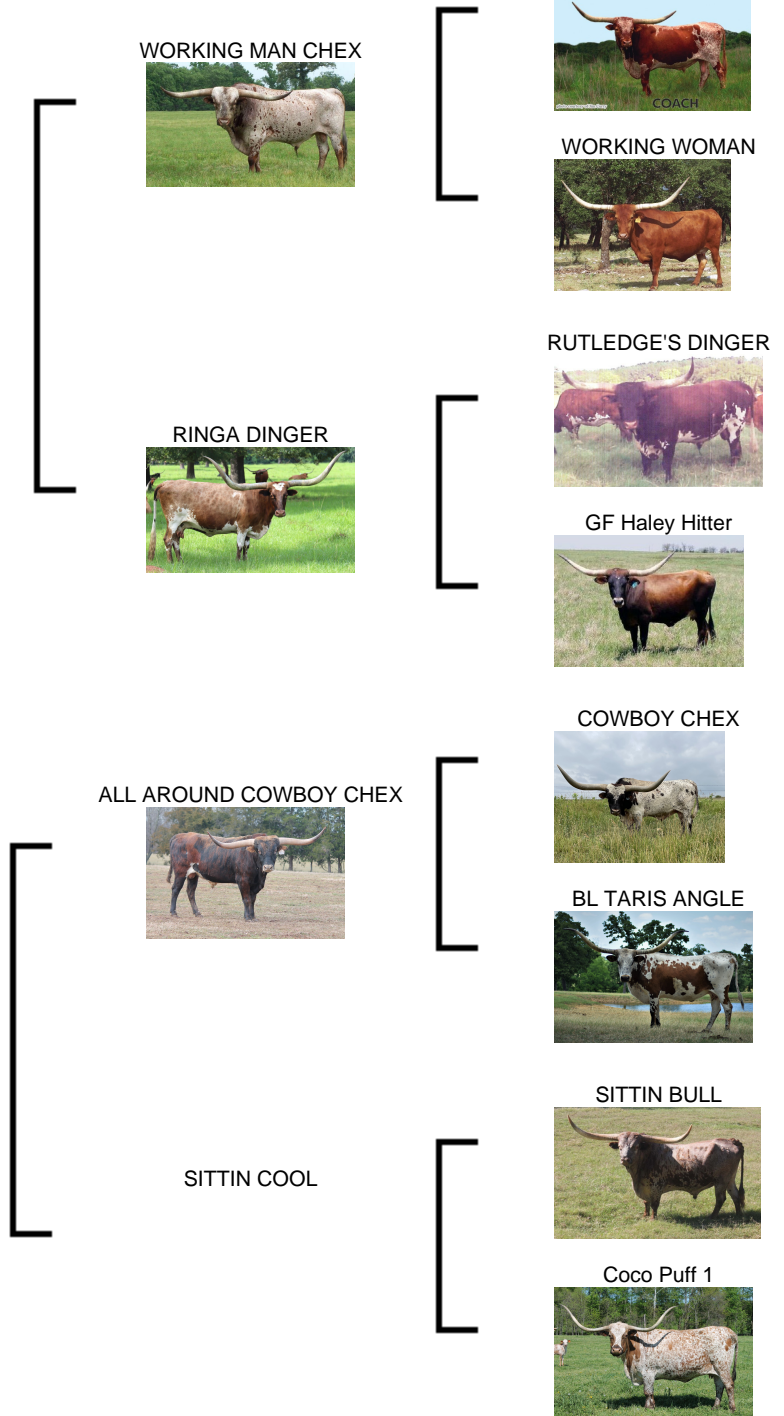 WORKING MAN CHEX
COACH
WORKING WOMAN
RUTLEDGE'S DINGER
RINGA DINGER
GF Haley Hitter
COWBOY CHEX
ALL AROUND COWBOY CHEX
BL TARIS ANGLE
SITTIN BULL
SITTIN COOL
Coco Puff 1